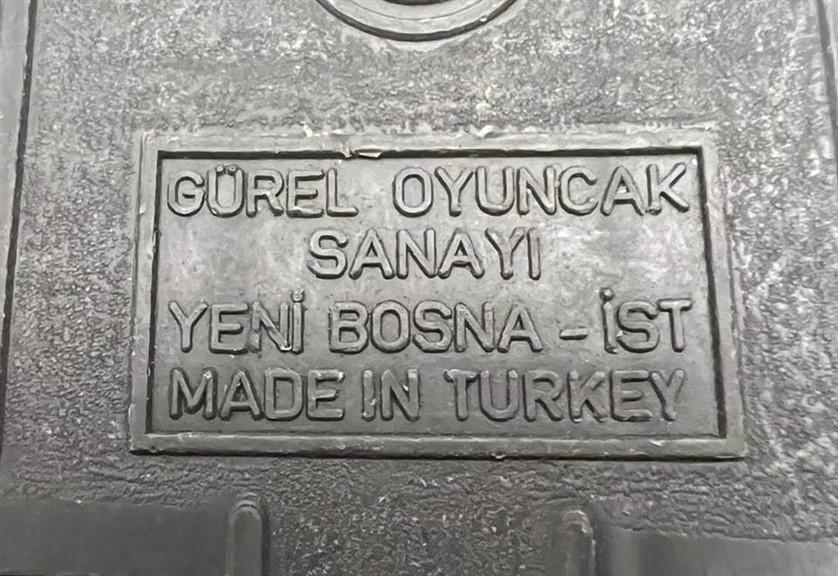 GÜREL OYUNCAK
SANAYI
YENİ BOSNA - İST
MADE IN TURKEY